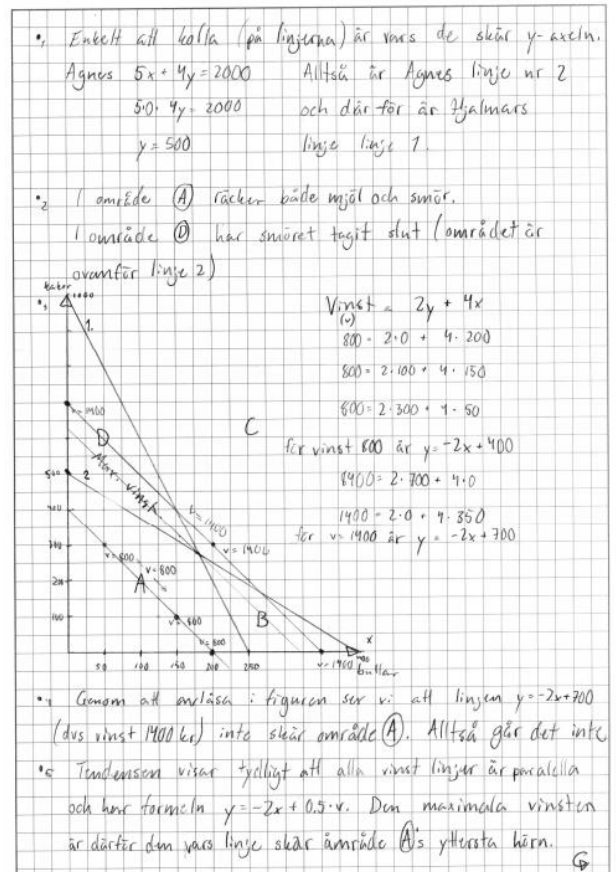 •1 Enkelt att kolla (på linjerna) är vars de skär y-axeln.
Agnes 5x + 4y = 2000 Alltså är Agnes linje nr 2
5·0 · 4y = 2000 och där för är Hjalmars
y = 500 linje linje 1.
•2 I område Ⓐ räcker både mjöl och smör.
I område Ⓓ har smöret tagit slut (området är
ovanför linje 2)
kakor
•3 1000
1.
Vinst = 2y + 4x
(v)
800 = 2·0 + 4·200
800 = 2·100 + 4·150
800 = 2·300 + 4·50
för vinst 800 är y = -2x + 400
8400 = 2·700 + 4·0
1400 = 2·0 + 4·350
för v = 1400 är y = -2x + 700
v = 1400
D
C
Max. vinst
500
2
v = 1400
v = 1400
v = 800
v = 800
A
v = 800
B
v = 800
100
50 100 150 200 250
v = 1400
x
bullar
•4 Genom att avläsa i figuren ser vi att linjen y = -2x + 700
(dvs vinst 1400 kr) inte skär område Ⓐ. Alltså går det inte
•5 Tendensen visar tydligt att alla vinst linjer är paralella
och har formeln y = -2x + 0.5·v. Den maximala vinsten
är därför den vars linje skär område Ⓐ's yttersta hörn.